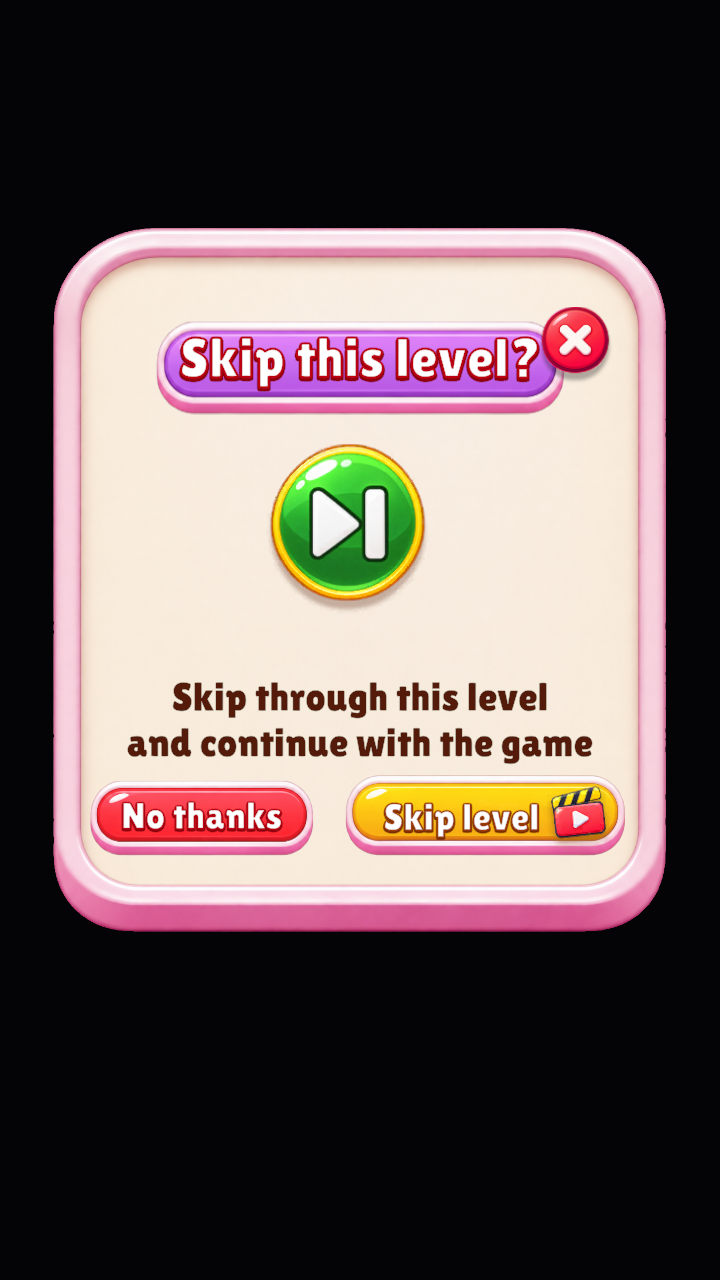 Skip this level?
Skip through this level
and continue with the game
No thanks
Skip level